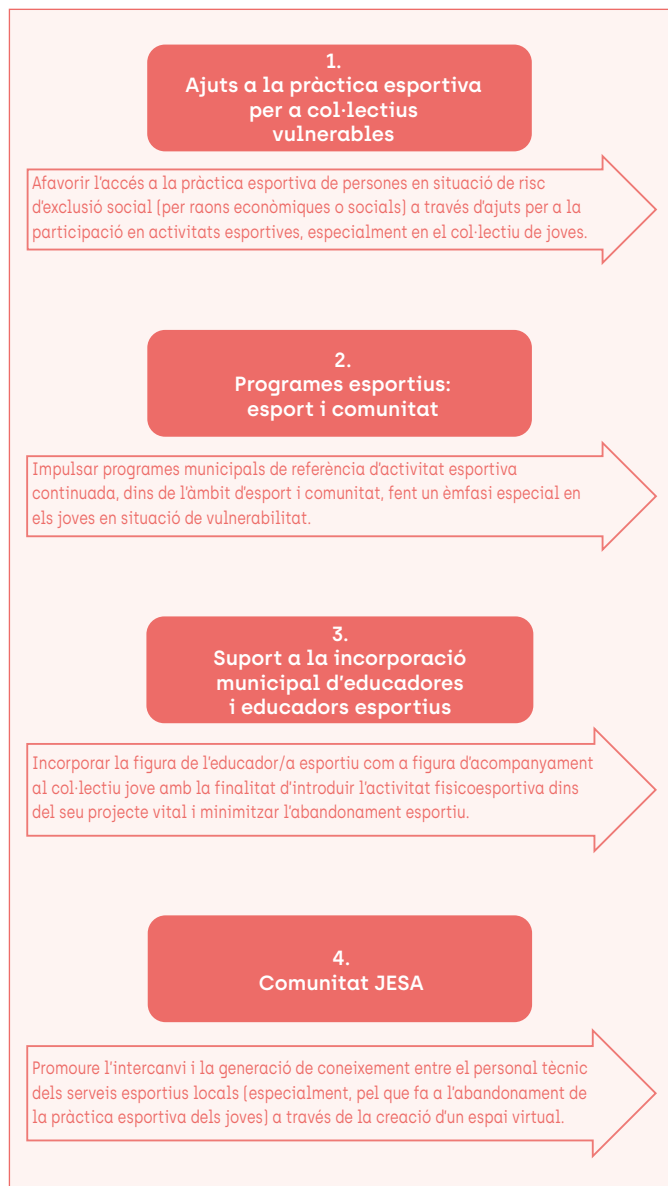 1.
Ajuts a la pràctica esportiva
per a col·lectius
vulnerables
Afavorir l'accés a la pràctica esportiva de persones en situació de risc
d'exclusió social (per raons econòmiques o socials) a través d'ajuts per a la
participació en activitats esportives, especialment en el col·lectiu de joves.
2.
Programes esportius:
esport i comunitat
Impulsar programes municipals de referència d'activitat esportiva
continuada, dins de l'àmbit d'esport i comunitat, fent un èmfasi especial en
els joves en situació de vulnerabilitat.
3.
Suport a la incorporació
municipal d'educadores
i educadors esportius
Incorporar la figura de l'educador/a esportiu com a figura d'acompanyament
al col·lectiu jove amb la finalitat d'introduir l'activitat fisicoesportiva dins
del seu projecte vital i minimitzar l'abandonament esportiu.
4.
Comunitat JESA
Promoure l'intercanvi i la generació de coneixement entre el personal tècnic
dels serveis esportius locals (especialment, pel que fa a l'abandonament de
la pràctica esportiva dels joves) a través de la creació d'un espai virtual.